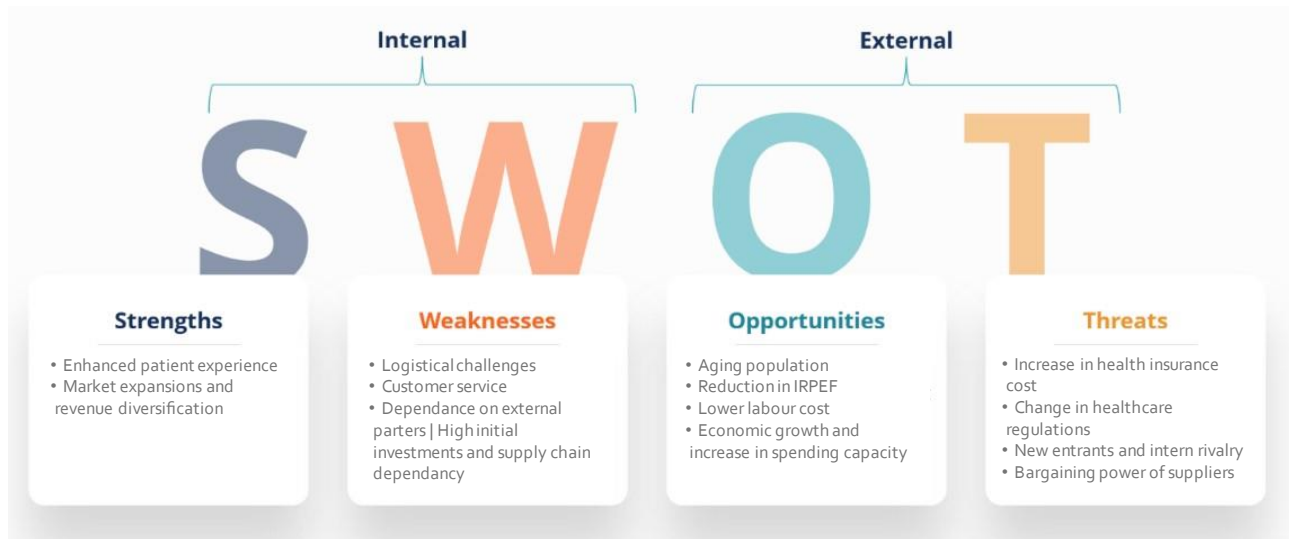 Internal
External
S W O T
Strengths
• Enhanced patient experience
• Market expansions and
revenue diversification
Weaknesses
• Logistical challenges
• Customer service
• Dependance on external
parters | High initial
investments and supply chain
dependancy
Opportunities
• Aging population
• Reduction in IRPEF
• Lower labour cost
• Economic growth and
increase in spending capacity
Threats
• Increase in health insurance
cost
• Change in healthcare
regulations
• New entrants and intern rivalry
• Bargaining power of suppliers